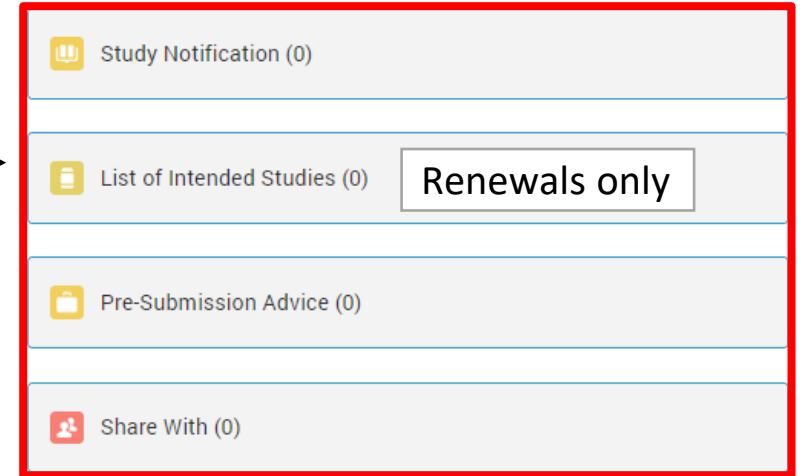 Study Notification (0)
List of Intended Studies (0) Renewals only
Pre-Submission Advice (0)
Share With (0)